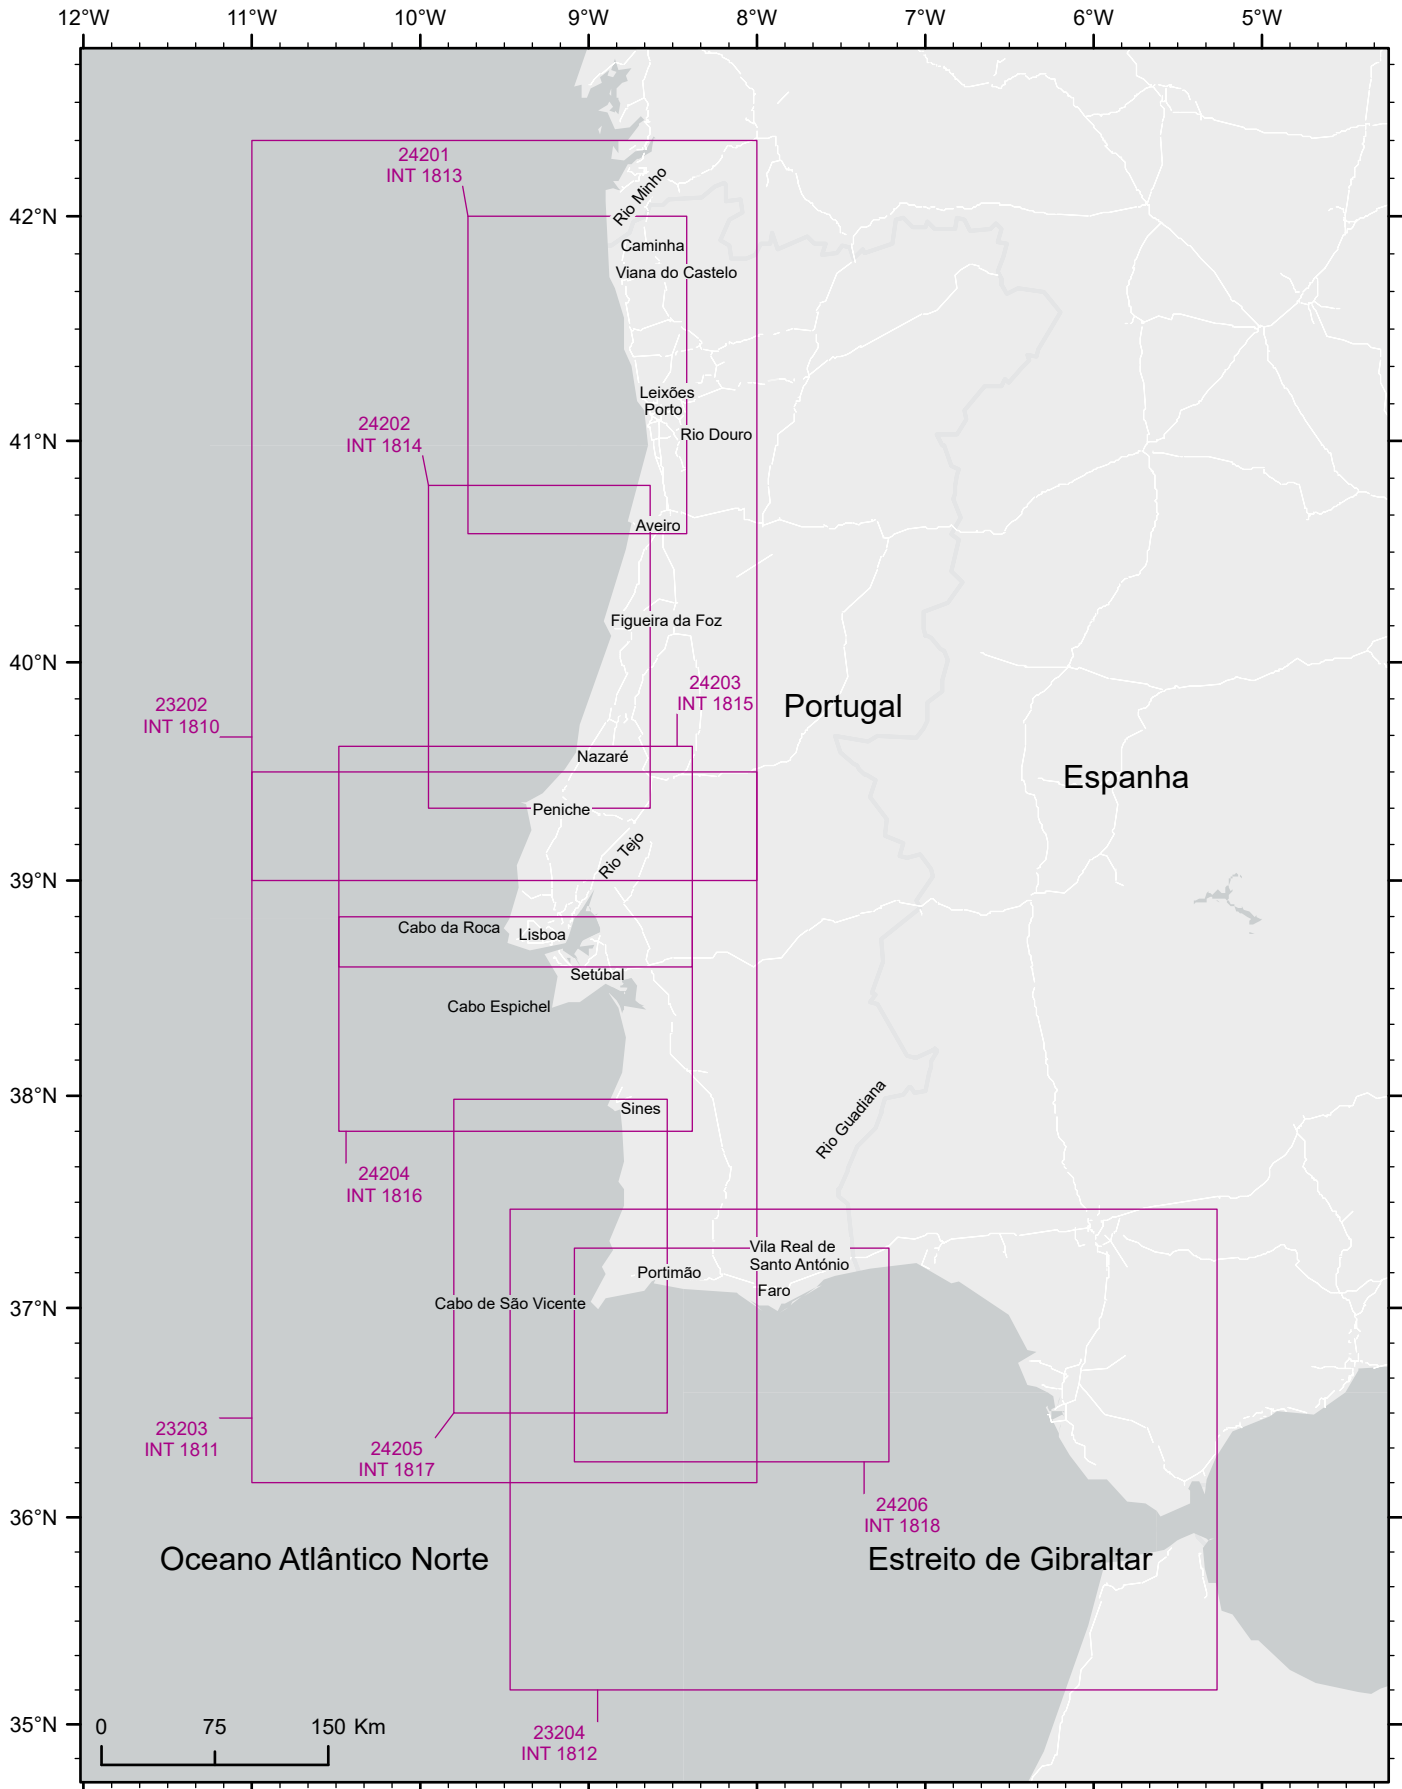 12°W
11°W
10°W
9°W
8°W
7°W
6°W
5°W
24201
INT 1813
Rio Minho
42°N
Caminha
Viana do Castelo
Leixões
Porto
24202
INT 1814
Rio Douro
41°N
Aveiro
Figueira da Foz
40°N
24203
INT 1815
23202
INT 1810
Portugal
Nazaré
Espanha
Peniche
Rio Tejo
39°N
Cabo da Roca
Lisboa
Setúbal
Cabo Espichel
38°N
Sines
Rio Guadiana
24204
INT 1816
Vila Real de
Santo António
Portimão
Faro
Cabo de São Vicente
37°N
23203
INT 1811
24205
INT 1817
24206
INT 1818
36°N
Oceano Atlântico Norte
Estreito de Gibraltar
35°N
0
75
150 Km
23204
INT 1812